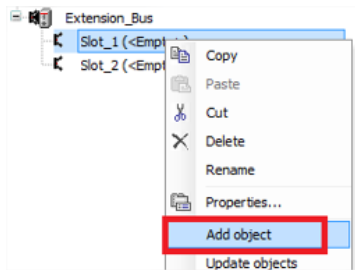 Extension_Bus
Slot_1 (<Empt
Slot_2 (<Empt
Copy
Paste
Cut
Delete
Rename
Properties...
Add object
Update objects